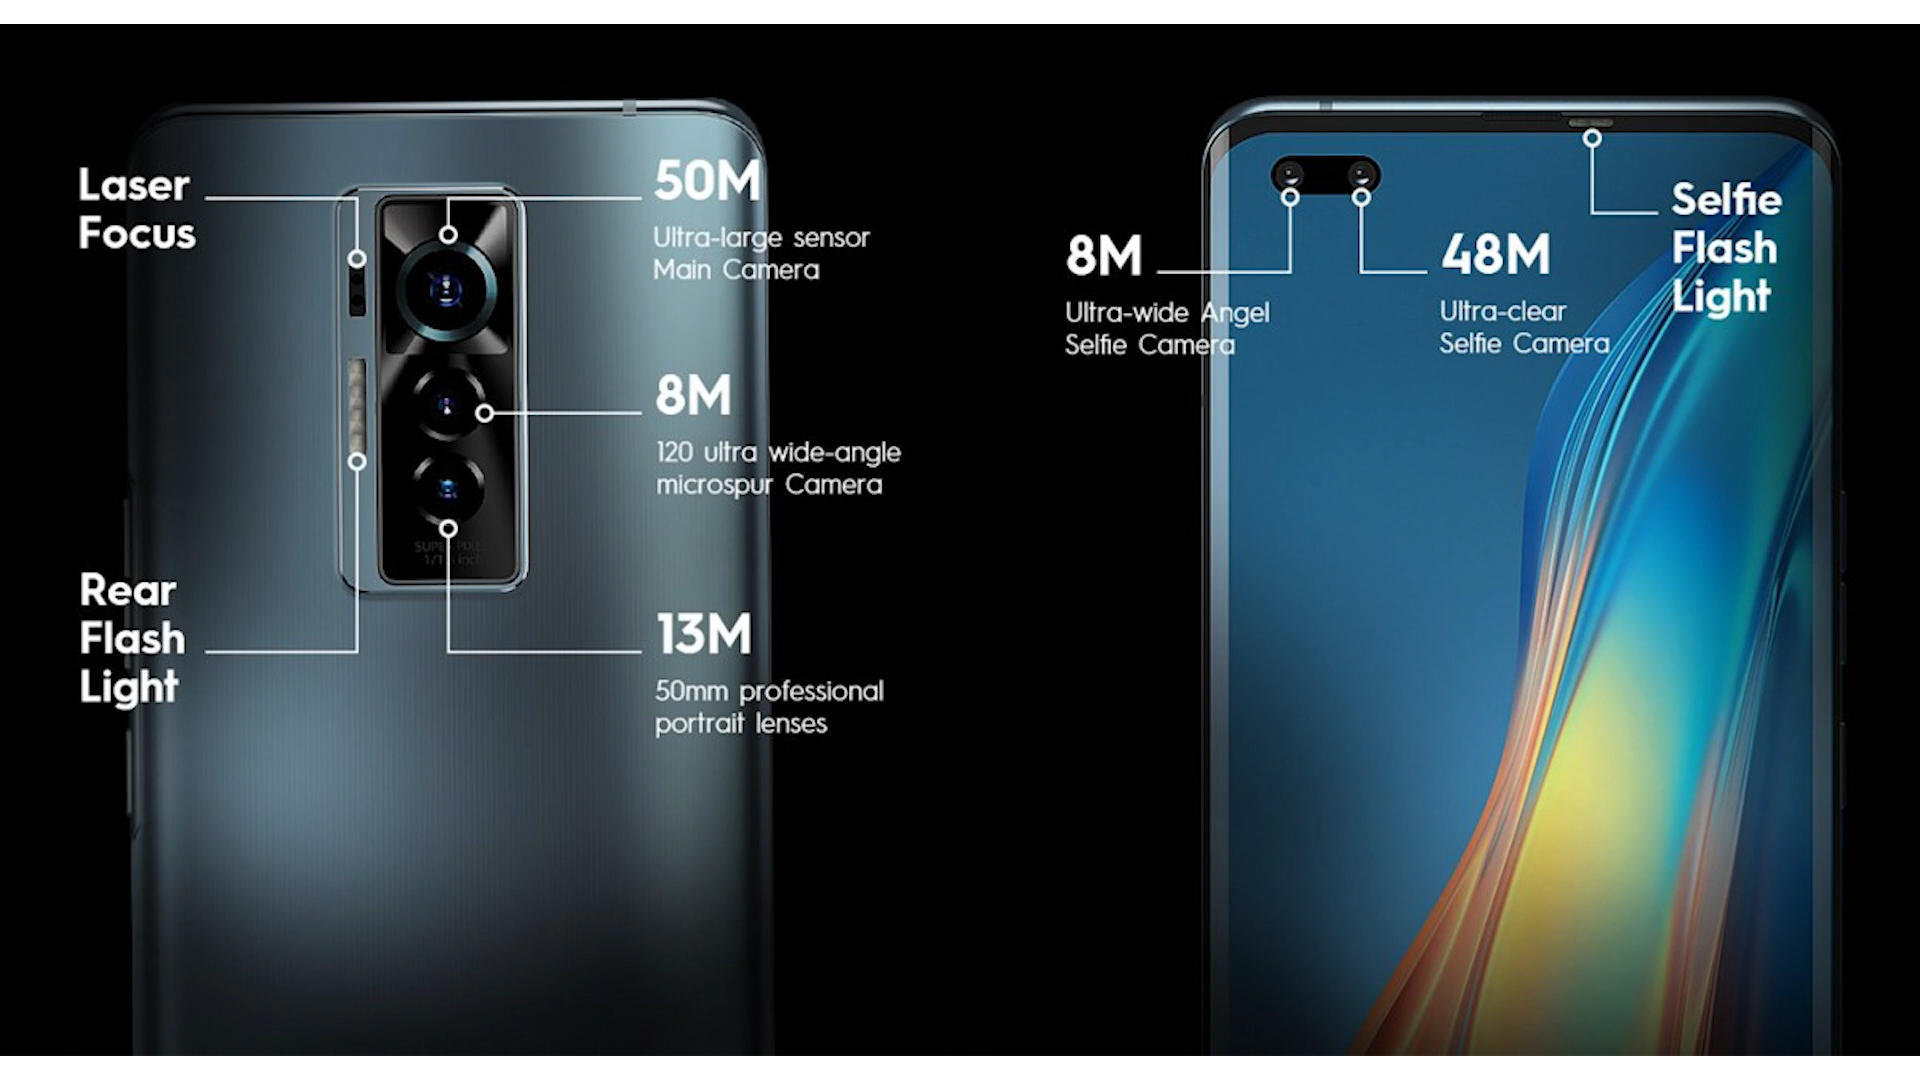 Laser
Focus
50M
Ultra-large sensor
Main Camera
8M
120 ultra wide-angle
microspur Camera
Rear
Flash
Light
13M
50mm professional
portrait lenses
8M
Ultra-wide Angel
Selfie Camera
48M
Ultra-clear
Selfie Camera
Selfie
Flash
Light